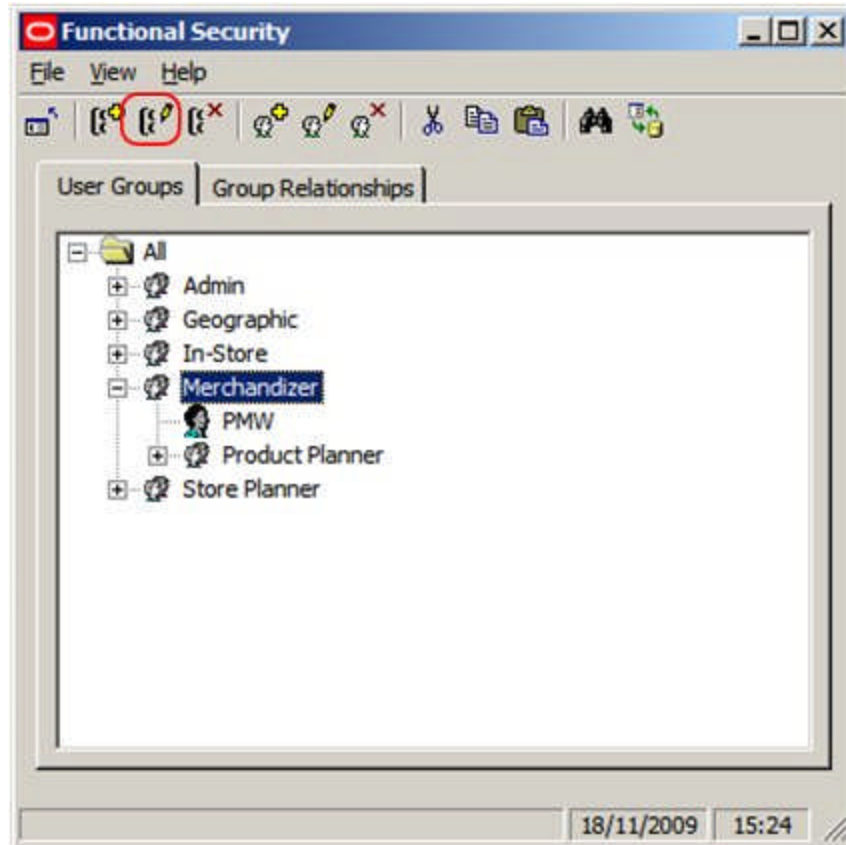 Functional Security
File View Help
User Groups Group Relationships
All
Admin
Geographic
In-Store
Merchandizer
PMW
Product Planner
Store Planner
18/11/2009 15:24